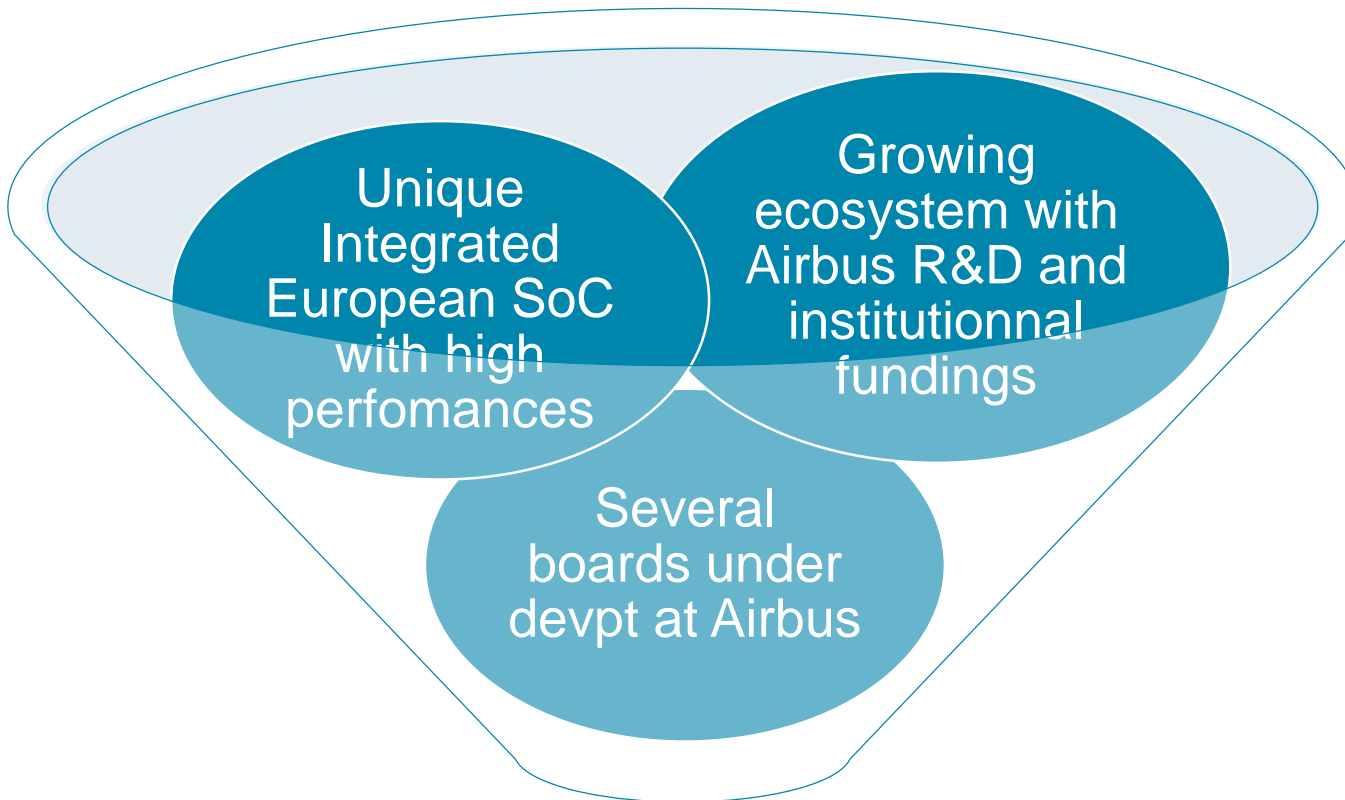 Unique
Integrated
European SoC
with high
perfomances
Growing
ecosystem with
Airbus R&D and
institutionnal
fundings
Several
boards under
devpt at Airbus